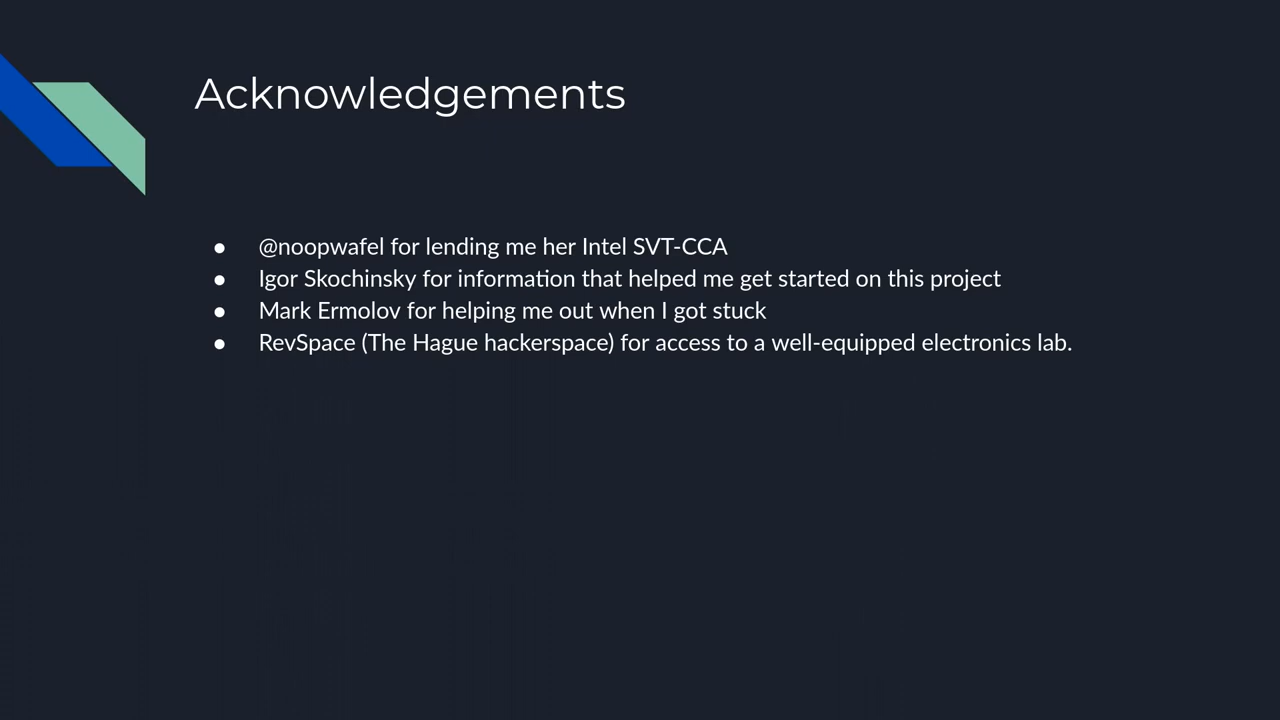 Acknowledgements
● @noopwafel for lending me her Intel SVT-CCA
● Igor Skochinsky for information that helped me get started on this project
● Mark Ermolov for helping me out when I got stuck
● RevSpace (The Hague hackerspace) for access to a well-equipped electronics lab.